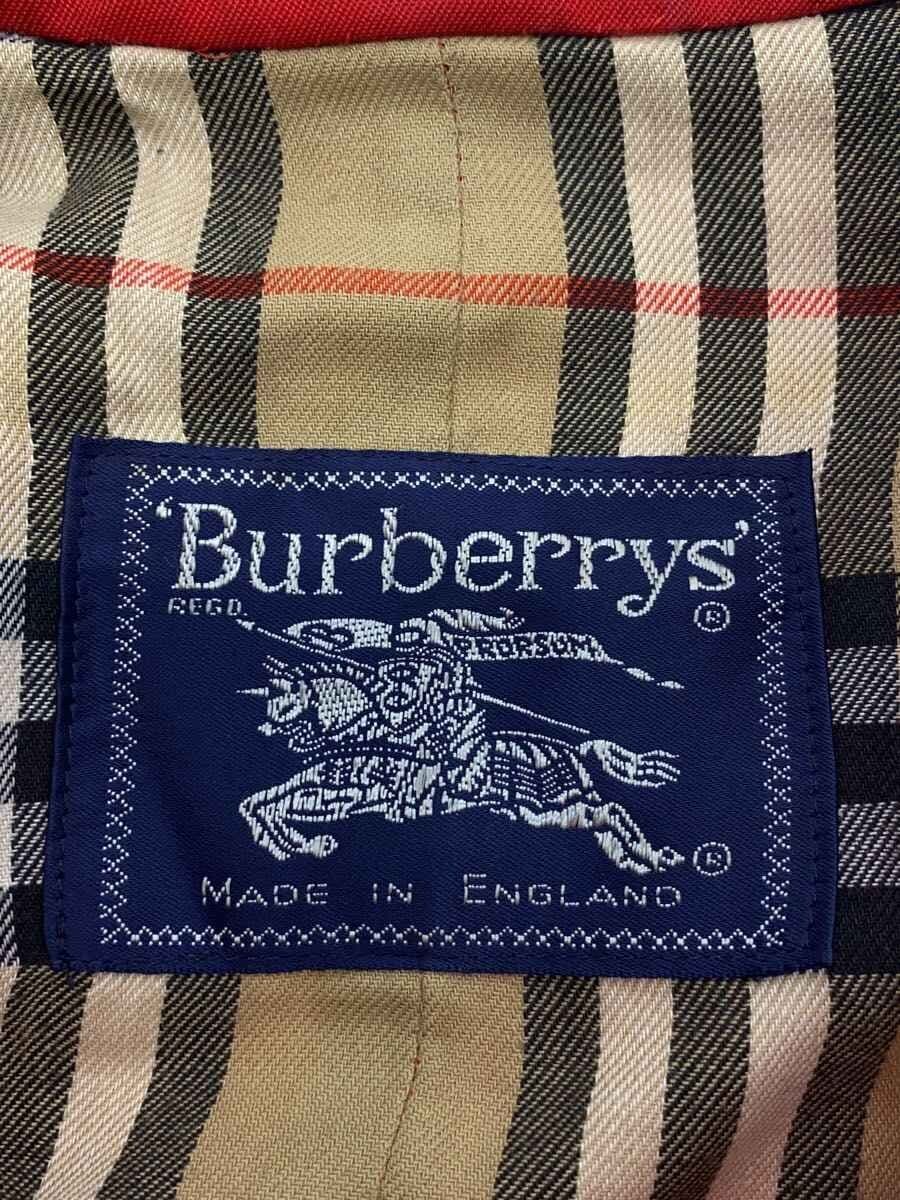 'Burberrys'
REGD.
®
PRORSUM
®
MADE IN ENGLAND